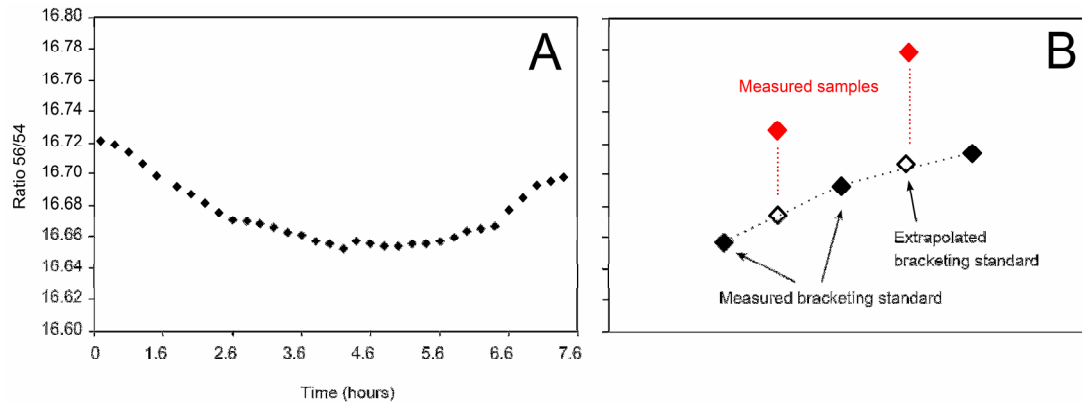 16.80
16.78
16.76
16.74
16.72
16.70
16.68
16.66
16.64
16.62
16.60
Ratio 56/54
A
0 1.6 2.6 3.6 4.6 5.6 6.6 7.6
Time (hours)
B
Measured samples
Extrapolated
bracketing standard
Measured bracketing standard